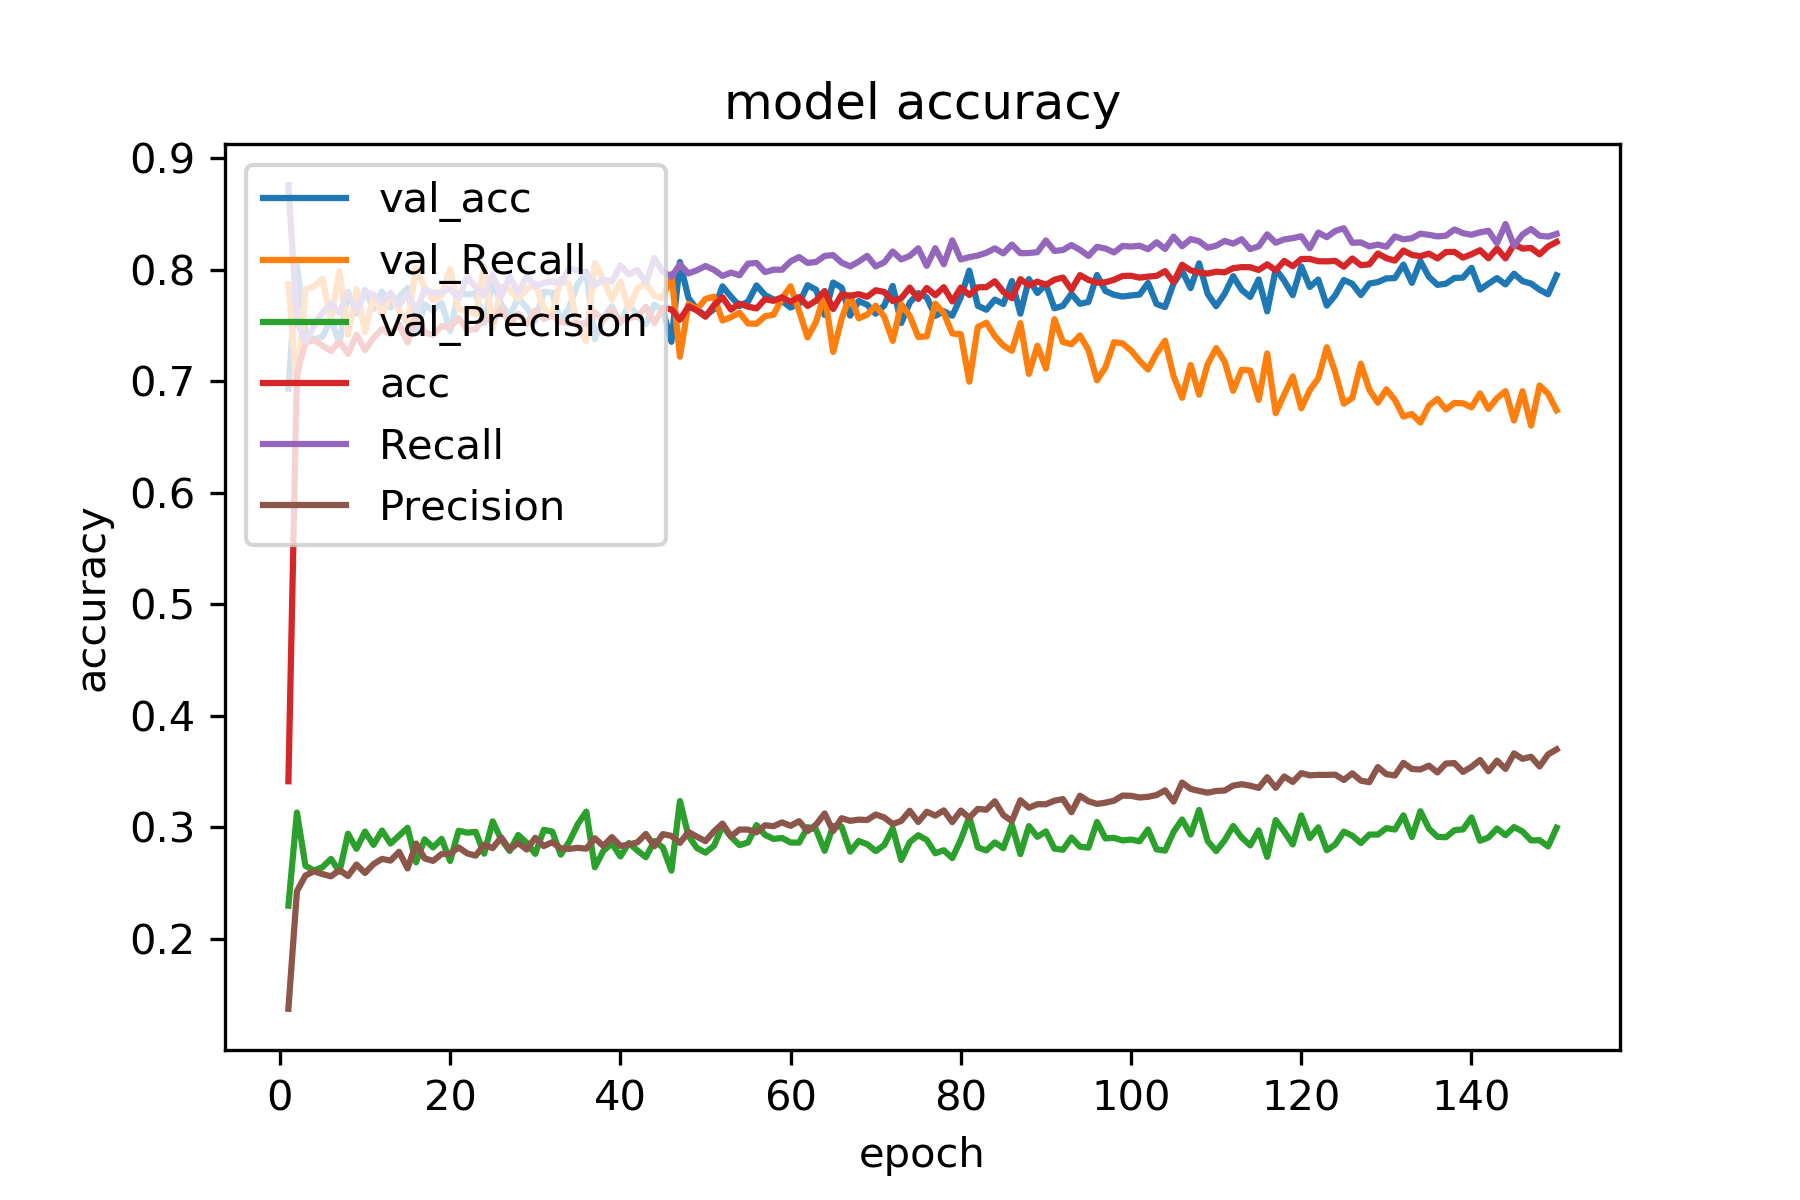 model accuracy
accuracy
0.9
0.8
0.7
0.6
0.5
0.4
0.3
0.2
val_acc
val_Recall
val_Precision
acc
Recall
Precision
0 20 40 60 80 100 120 140
epoch